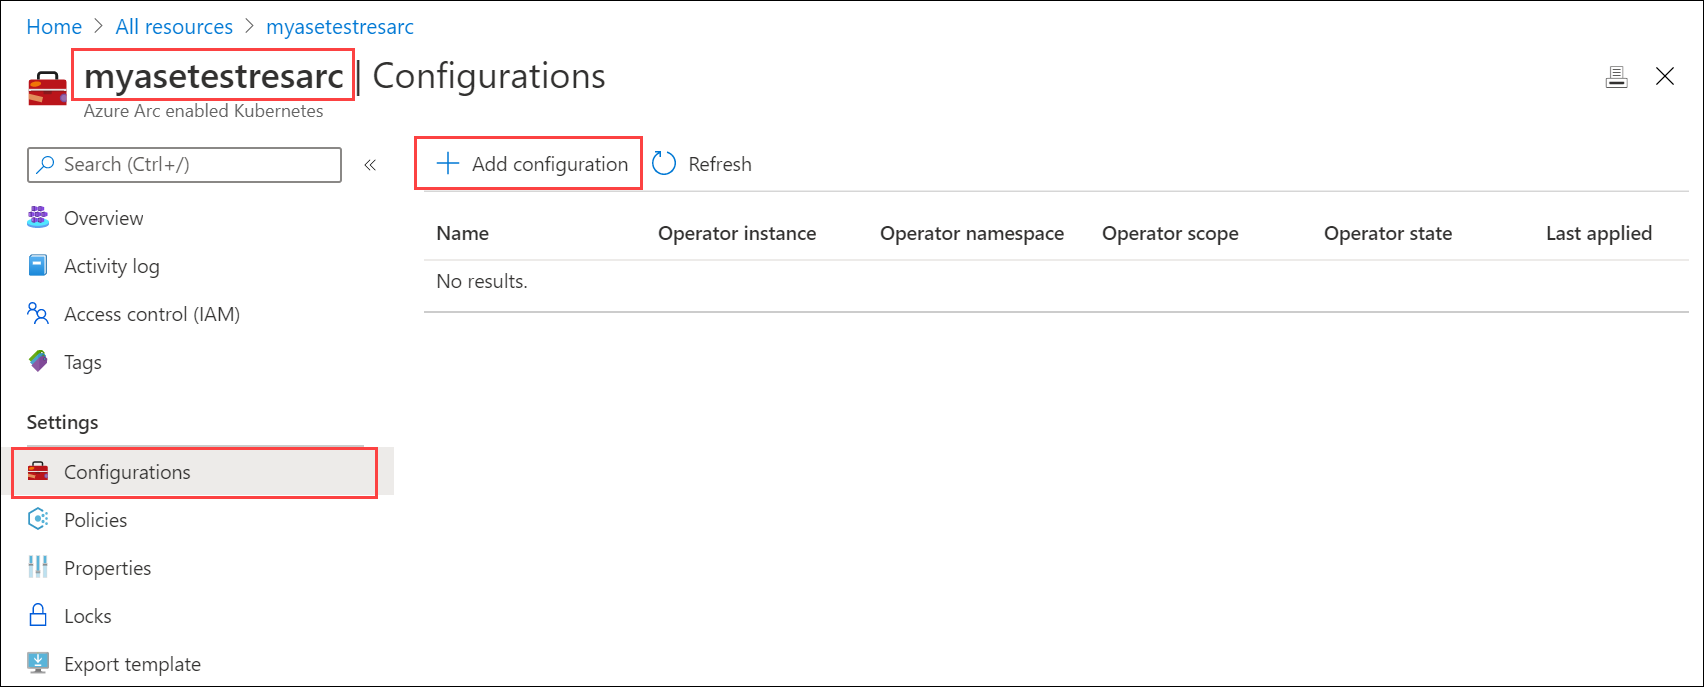 Home > All resources > myasetestresarc
myasetestresarc | Configurations
Azure Arc enabled Kubernetes
Search (Ctrl+/)
«
Add configuration
Refresh
Overview
Activity log
Access control (IAM)
Tags
Settings
Configurations
Policies
Properties
Locks
Export template
Name Operator instance Operator namespace Operator scope Operator state Last applied
No results.